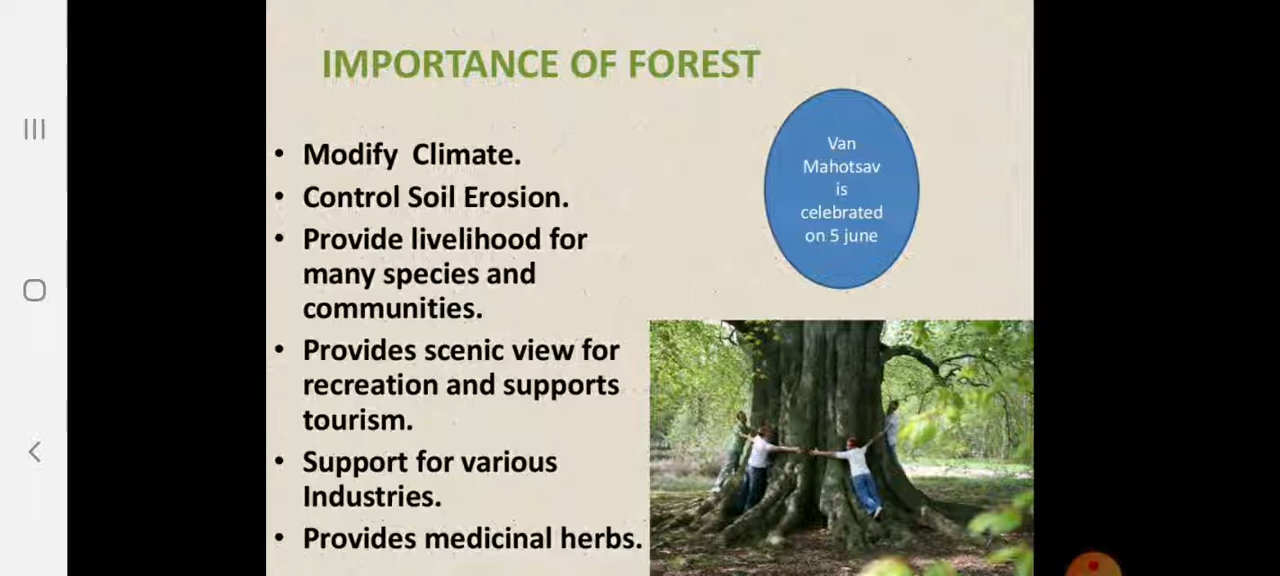 IMPORTANCE OF FOREST
Van
Mahotsav
is
celebrated
on 5 june
• Modify  Climate.
• Control Soil Erosion.
• Provide livelihood for
many species and
communities.
• Provides scenic view for
recreation and supports
tourism.
• Support for various
Industries.
• Provides medicinal herbs.